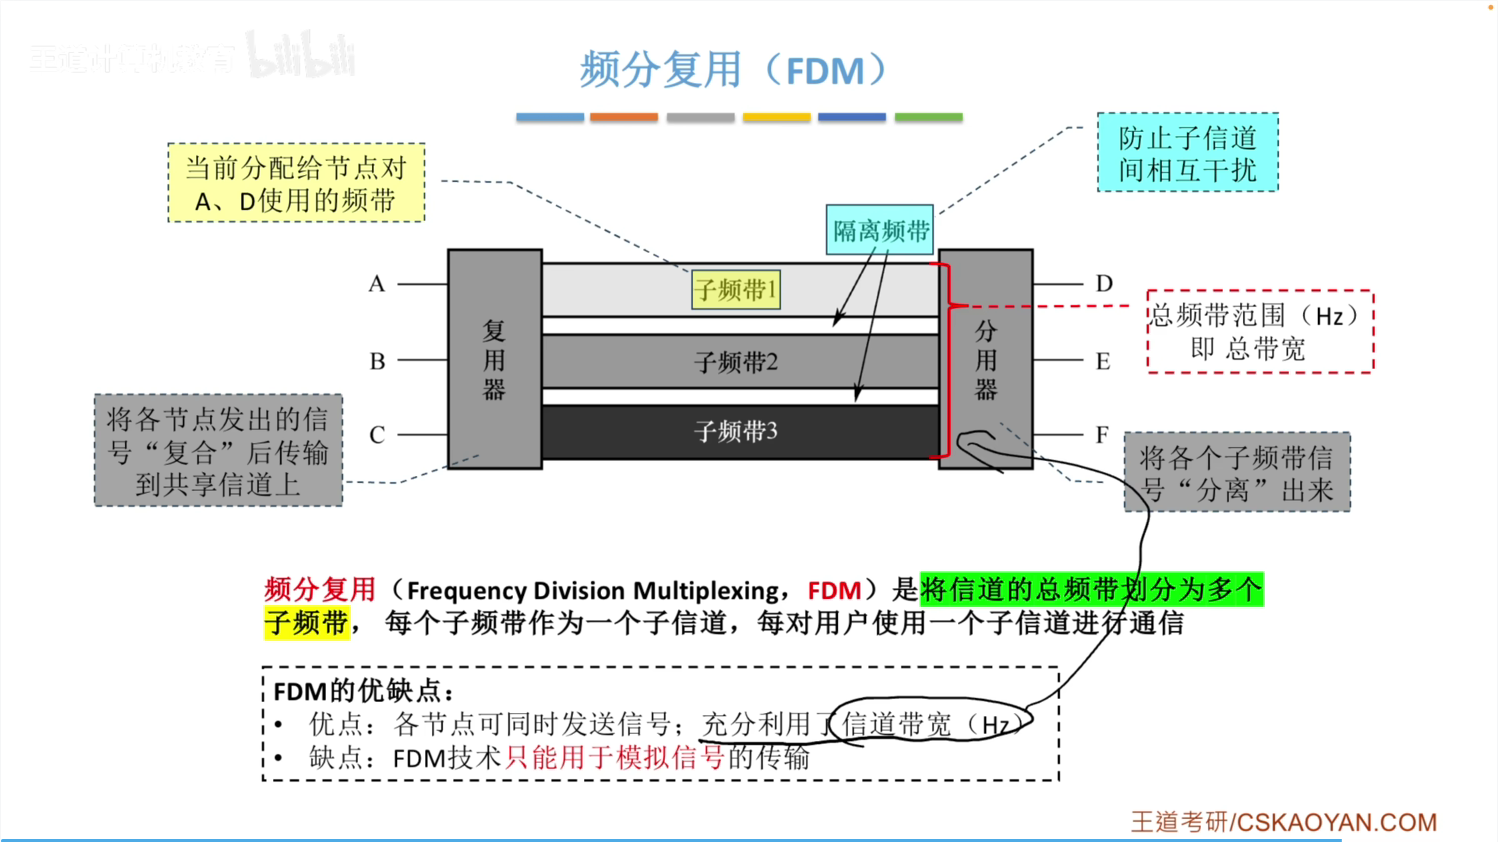 王道计算机教育 bilibili
频分复用（FDM）
当前分配给节点对
A、D使用的频带
防止子信道
间相互干扰
隔离频带
A
B
C
复
用
器
子频带1
子频带2
子频带3
分
用
器
D
E
F
总频带范围（Hz）
即 总带宽
将各节点发出的信
号“复合”后传输
到共享信道上
将各个子频带信
号“分离”出来
频分复用（Frequency Division Multiplexing，FDM）是将信道的总频带划分为多个
子频带， 每个子频带作为一个子信道，每对用户使用一个子信道进行通信
FDM的优缺点：
• 优点：各节点可同时发送信号；充分利用了信道带宽（Hz）
• 缺点：FDM技术只能用于模拟信号的传输
王道考研/CSKAOYAN.COM